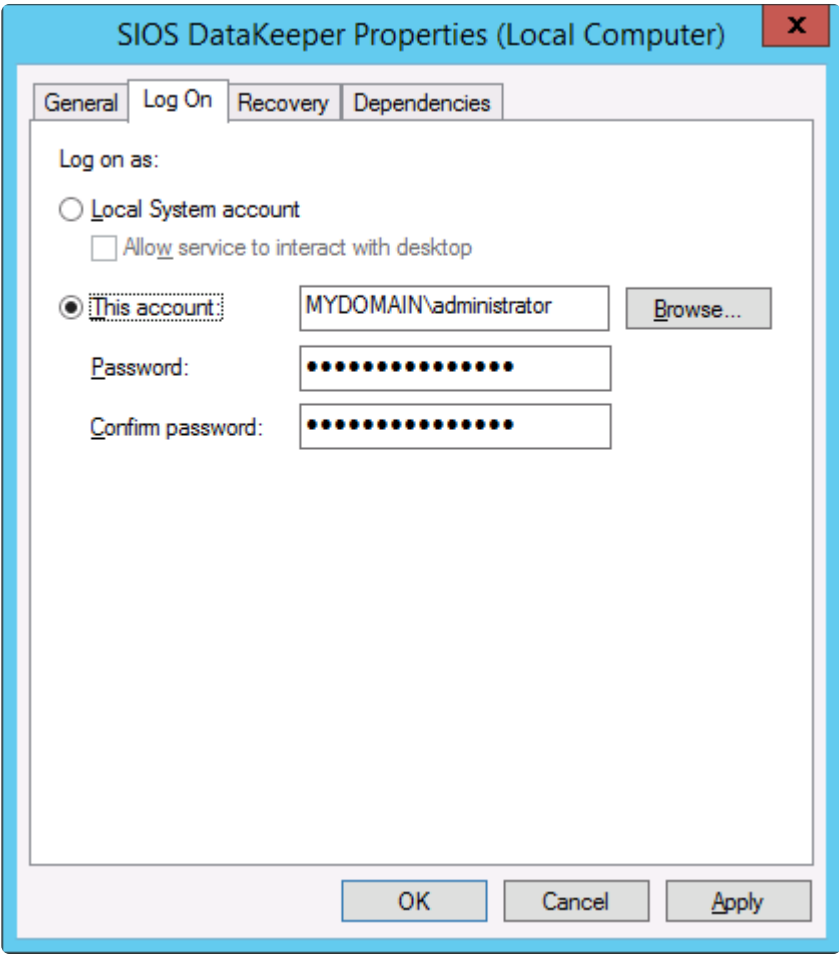 SIOS DataKeeper Properties (Local Computer)
x
General Log On Recovery Dependencies
Log on as:
Local System account
Allow service to interact with desktop
This account: MYDOMAIN\administrator Browse...
Password: •••••••••••••••
Confirm password: •••••••••••••••
OK Cancel Apply